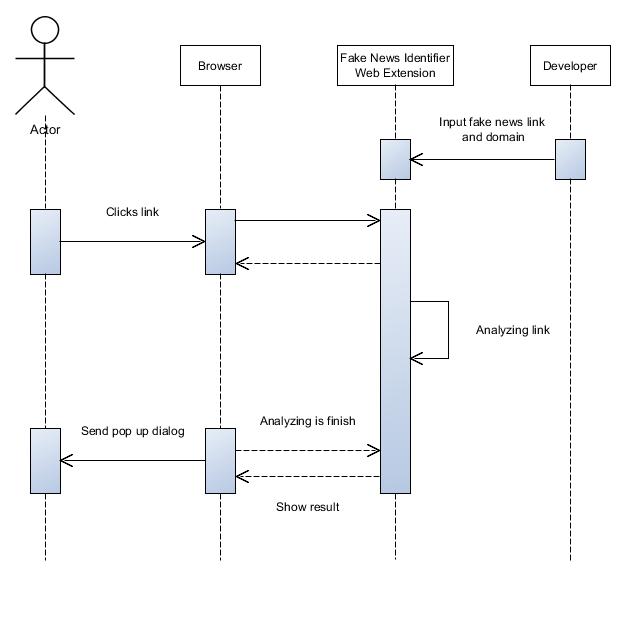 Actor
Browser
Fake News Identifier
Web Extension
Developer
Input fake news link
and domain
Clicks link
Analyzing link
Analyzing is finish
Send pop up dialog
Show result